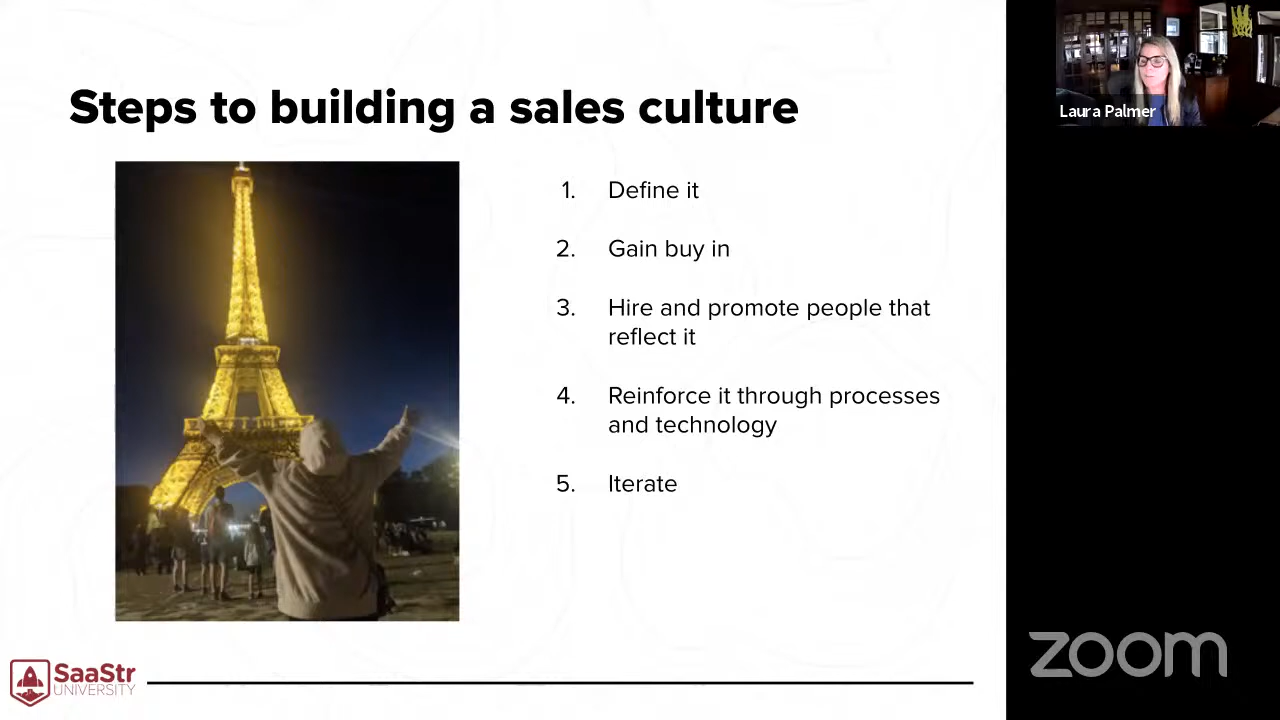 Steps to building a sales culture
1. Define it
2. Gain buy in
3. Hire and promote people that
reflect it
4. Reinforce it through processes
and technology
5. Iterate
Laura Palmer
SaaStr
UNIVERSITY
zoom